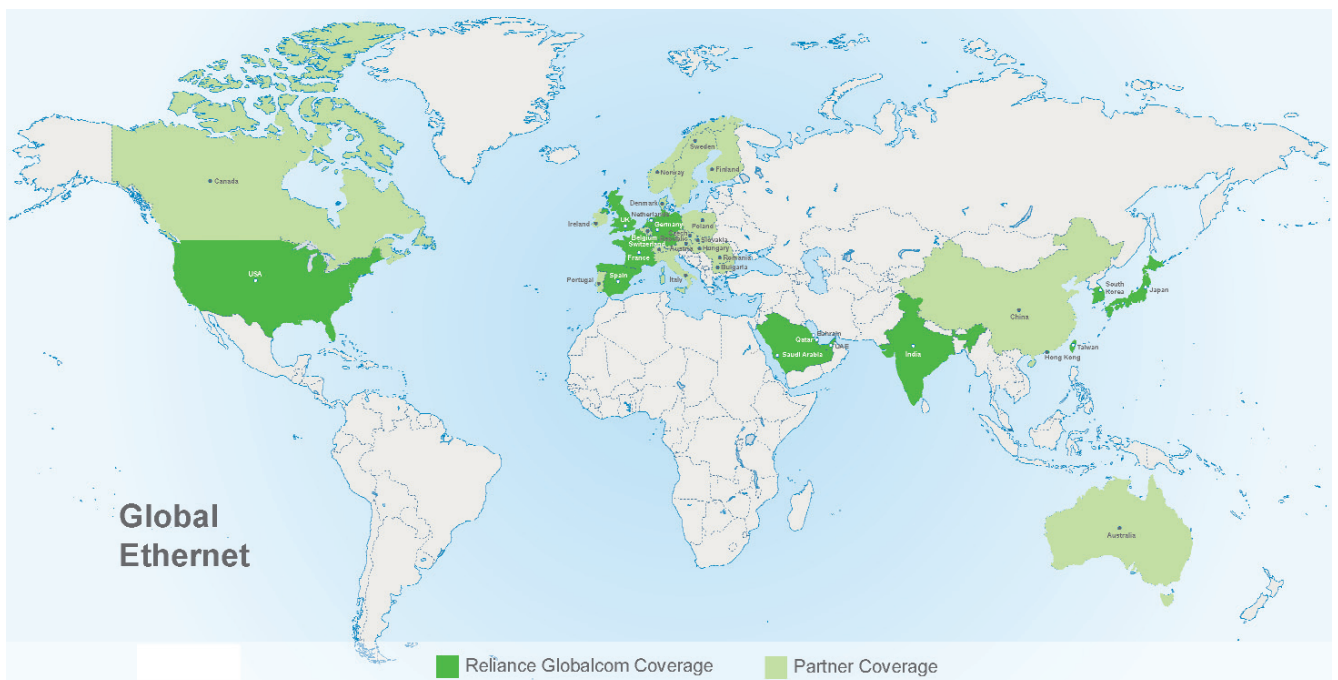 Sweden
Canada
Norway
Finland
Denmark
Netherlands
Ireland
UK
Germany
Poland
Belgium
Slovakia
Switzerland
Austria
Hungary
France
Romania
Bulgaria
Portugal
Spain
Italy
USA
South
Korea
Japan
China
Qatar
Bahrain
UAE
Saudi Arabia
India
Taiwan
Hong Kong
Global
Ethernet
Australia
Reliance Globalcom Coverage
Partner Coverage